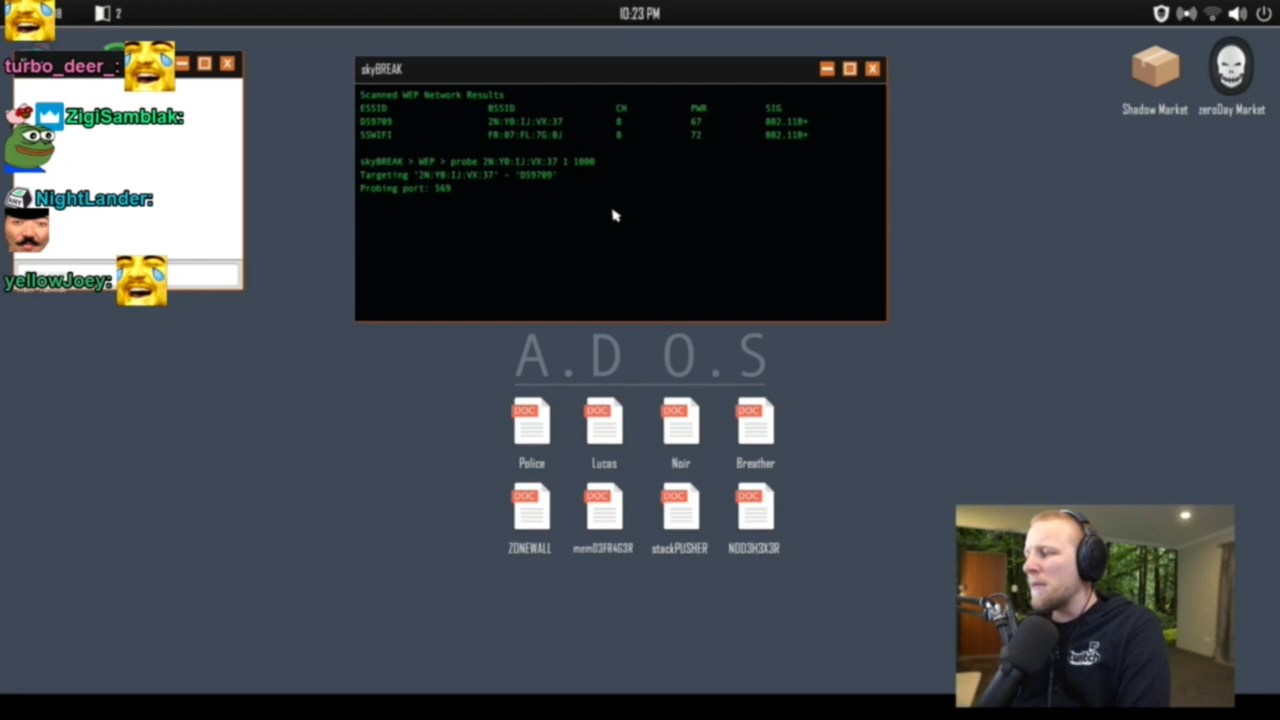 8
2
10:23 PM
turbo_deer_:
ZigiSamblak:
NightLander:
yellowJoey:
skyBREAK
Scanned WEP Network Results
ESSID BSSID CH PWR SIG
DS9709 2N:Y0:IJ:VX:37 8 67 802.11B+
SSWIFI FR:07:FL:7G:0J 8 72 802.11B+
skyBREAK > WEP > probe 2N:Y0:IJ:VX:37 1 1000
Targeting '2N:Y0:IJ:VX:37' - 'DS9709'
Probing port: 569
Shadow Market
zeroDay Market
A.D O.S
DOC DOC DOC DOC
Police Lucas Noir Breather
DOC DOC DOC DOC
ZONEWALL memD3FR4G3R stackPUSHER NOD3H3X3R
twitch